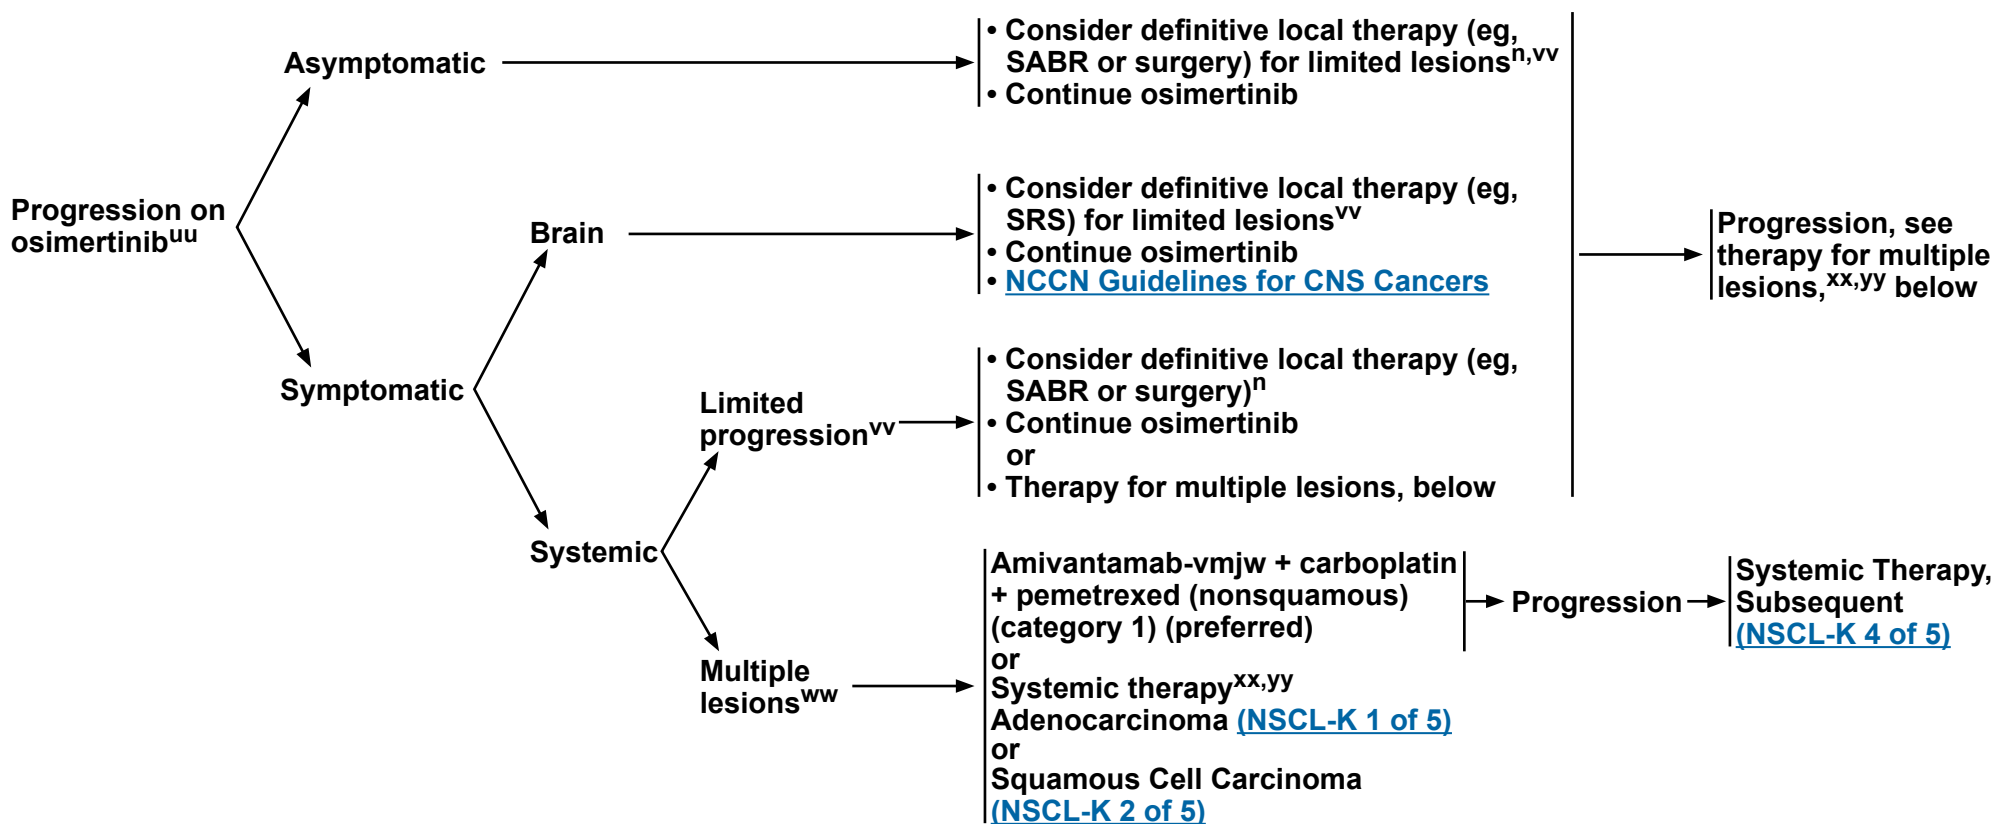 Progression on
osimertinibuu
Asymptomatic
• Consider definitive local therapy (eg,
SABR or surgery) for limited lesionsn,vv
• Continue osimertinib
Symptomatic
Brain
• Consider definitive local therapy (eg,
SRS) for limited lesionsvv
• Continue osimertinib
• NCCN Guidelines for CNS Cancers
Systemic
Limited
progressionvv
• Consider definitive local therapy (eg,
SABR or surgery)n
• Continue osimertinib
or
• Therapy for multiple lesions, below
Progression, see
therapy for multiple
lesions,xx,yy below
Multiple
lesionsww
Amivantamab-vmjw + carboplatin
+ pemetrexed (nonsquamous)
(category 1) (preferred)
or
Systemic therapyxx,yy
Adenocarcinoma (NSCL-K 1 of 5)
or
Squamous Cell Carcinoma
(NSCL-K 2 of 5)
Progression
Systemic Therapy,
Subsequent
(NSCL-K 4 of 5)